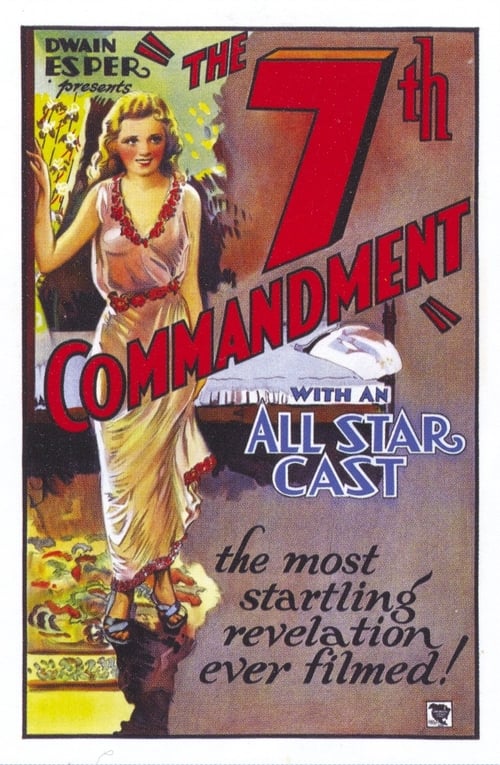 DWAIN
ESPER
presents
"THE
7th
COMMANDMENT"
WITH AN
ALL STAR
CAST
the most
startling
revelation
ever filmed!